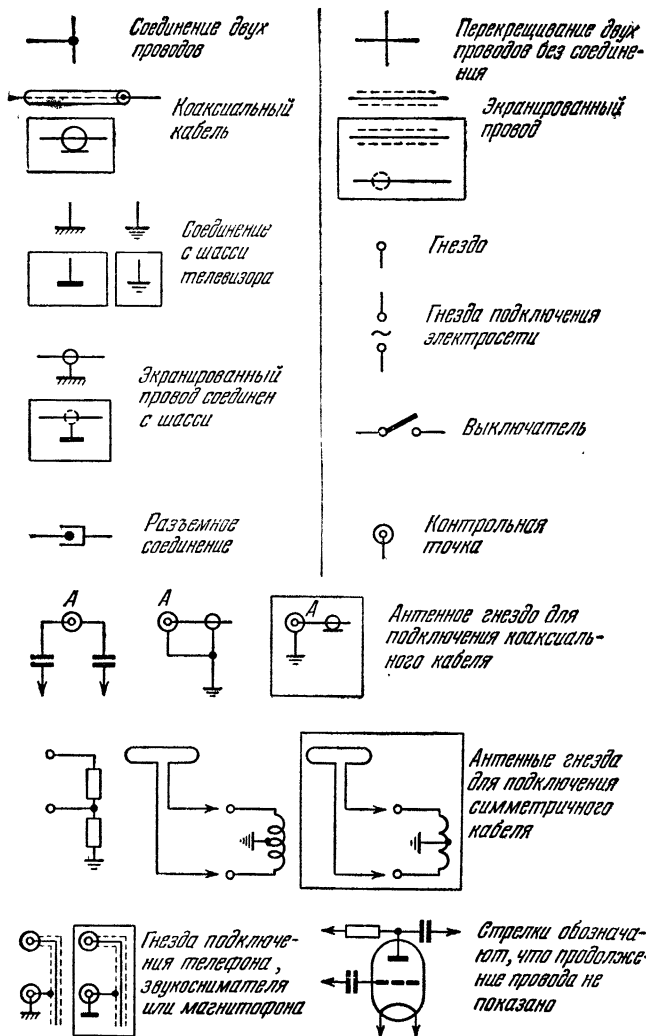 Соединение двух
проводов
Перекрещивание двух
проводов без соедине-
ния
Коаксиальный
кабель
Экранированный
провод
Соединение
с шасси
телевизора
Гнездо
Гнезда подключения
электросети
~
Экранированный
провод соединен
с шасси
Выключатель
Разъемное
соединение
Контрольная
точка
A
A
A
Антенное гнездо для
подключения коаксиаль-
ного кабеля
Антенные гнезда
для подключения
симметричного
кабеля
Гнезда подключе-
ния телефона,
звукоснимателя
или магнитофона
Стрелки обознача-
ют, что продолже-
ние провода не
показано